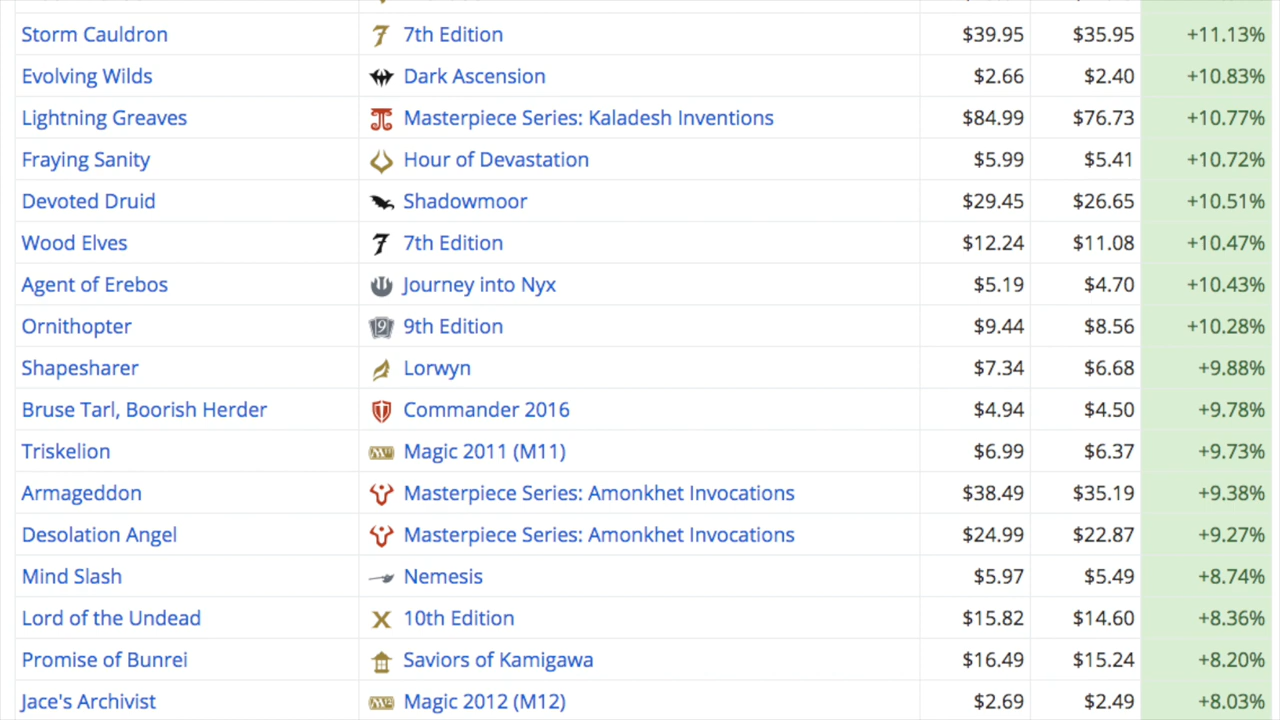 Storm Cauldron 7th Edition $39.95 $35.95 +11.13%
Evolving Wilds Dark Ascension $2.66 $2.40 +10.83%
Lightning Greaves Masterpiece Series: Kaladesh Inventions $84.99 $76.73 +10.77%
Fraying Sanity Hour of Devastation $5.99 $5.41 +10.72%
Devoted Druid Shadowmoor $29.45 $26.65 +10.51%
Wood Elves 7th Edition $12.24 $11.08 +10.47%
Agent of Erebos Journey into Nyx $5.19 $4.70 +10.43%
Ornithopter 9th Edition $9.44 $8.56 +10.28%
Shapesharer Lorwyn $7.34 $6.68 +9.88%
Bruse Tarl, Boorish Herder Commander 2016 $4.94 $4.50 +9.78%
Triskelion Magic 2011 (M11) $6.99 $6.37 +9.73%
Armageddon Masterpiece Series: Amonkhet Invocations $38.49 $35.19 +9.38%
Desolation Angel Masterpiece Series: Amonkhet Invocations $24.99 $22.87 +9.27%
Mind Slash Nemesis $5.97 $5.49 +8.74%
Lord of the Undead 10th Edition $15.82 $14.60 +8.36%
Promise of Bunrei Saviors of Kamigawa $16.49 $15.24 +8.20%
Jace's Archivist Magic 2012 (M12) $2.69 $2.49 +8.03%